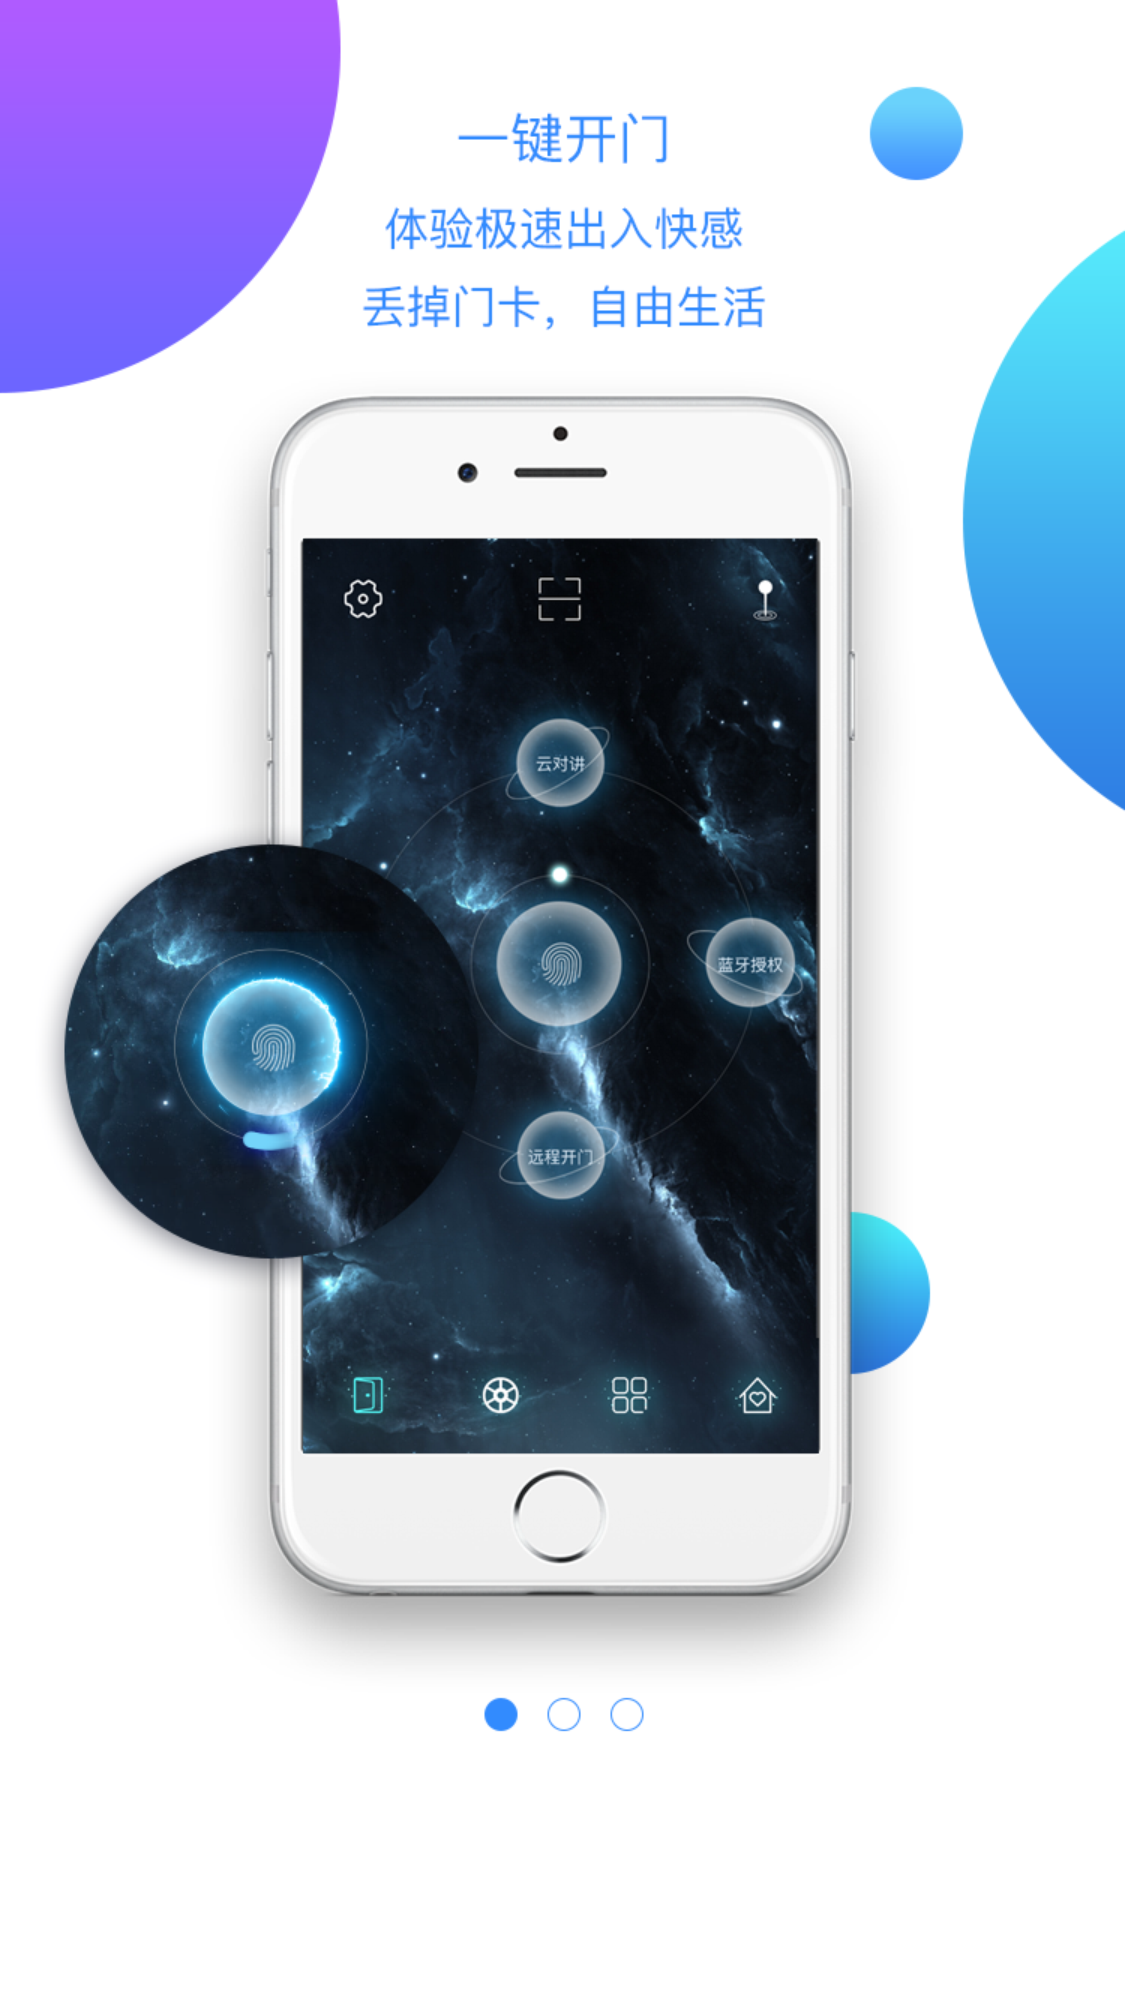 一键开门
体验极速出入快感
丢掉门卡，自由生活
云对讲
蓝牙授权
远程开门